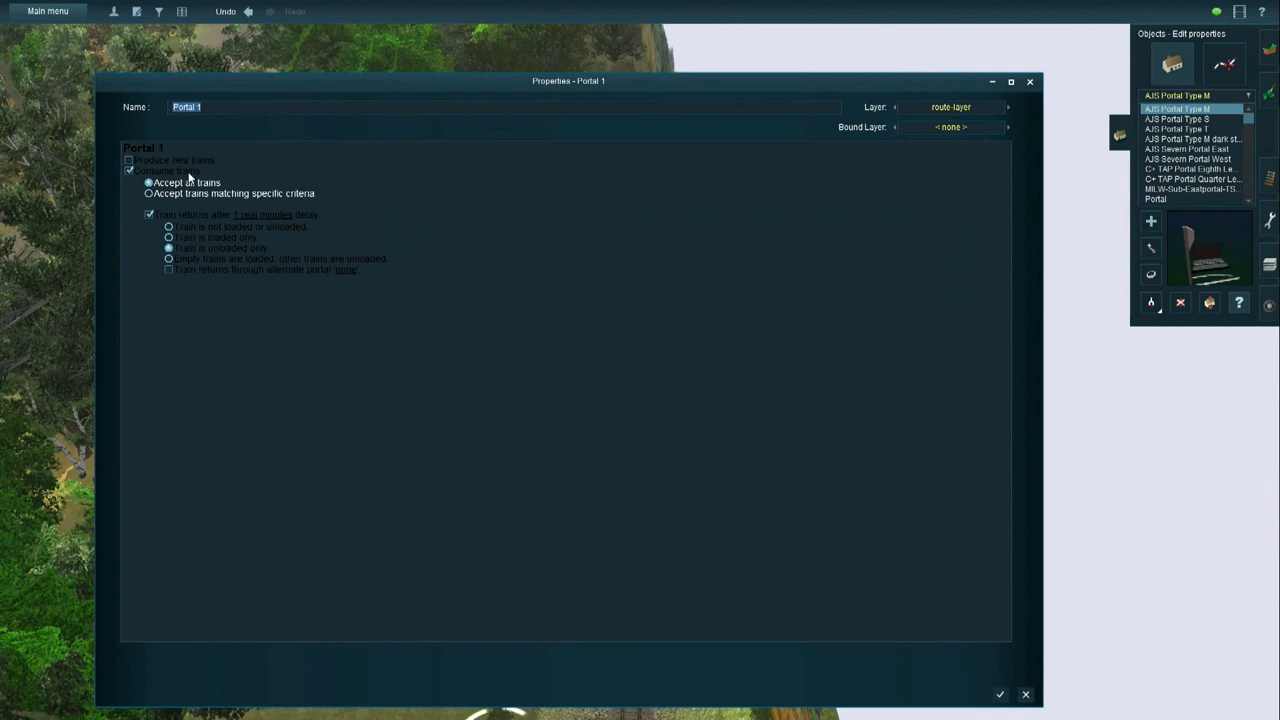 Main menu
Undo
Redo
?
Objects - Edit properties
Properties - Portal 1
Name :
Portal 1
Layer:
route-layer
Bound Layer:
< none >
Portal 1
Produce new trains
Consume trains
Accept all trains
Accept trains matching specific criteria
Train returns after 1 real minutes delay.
Train is not loaded or unloaded.
Train is loaded only.
Train is unloaded only.
Empty trains are loaded, other trains are unloaded.
Train returns through alternate portal 'none'.
AJS Portal Type M
AJS Portal Type M
AJS Portal Type S
AJS Portal Type T
AJS Portal Type M dark st...
AJS Severn Portal East
AJS Severn Portal West
C+ TAP Portal Eighth Le...
C+ TAP Portal Quarter Le...
MILW-Sub-Eastportal-TS...
Portal
?